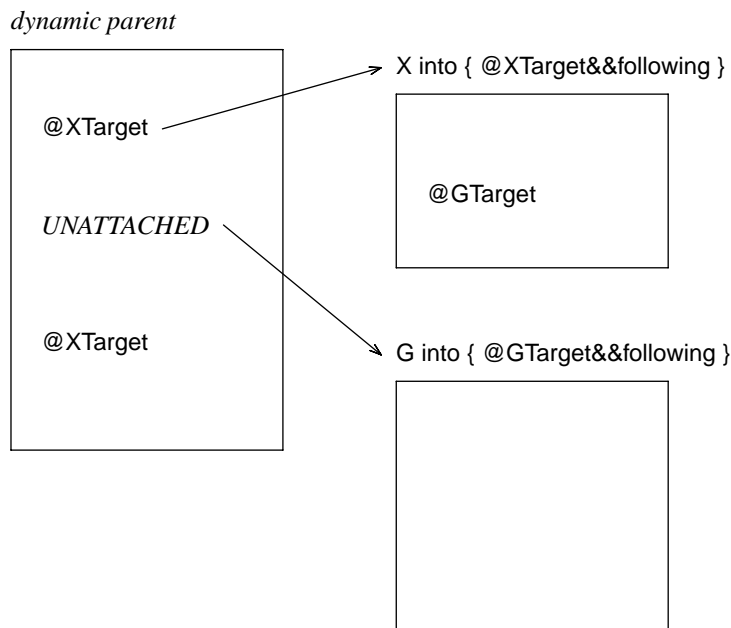 dynamic parent
X into { @XTarget&&following }
@XTarget
@GTarget
UNATTACHED
@XTarget
G into { @GTarget&&following }